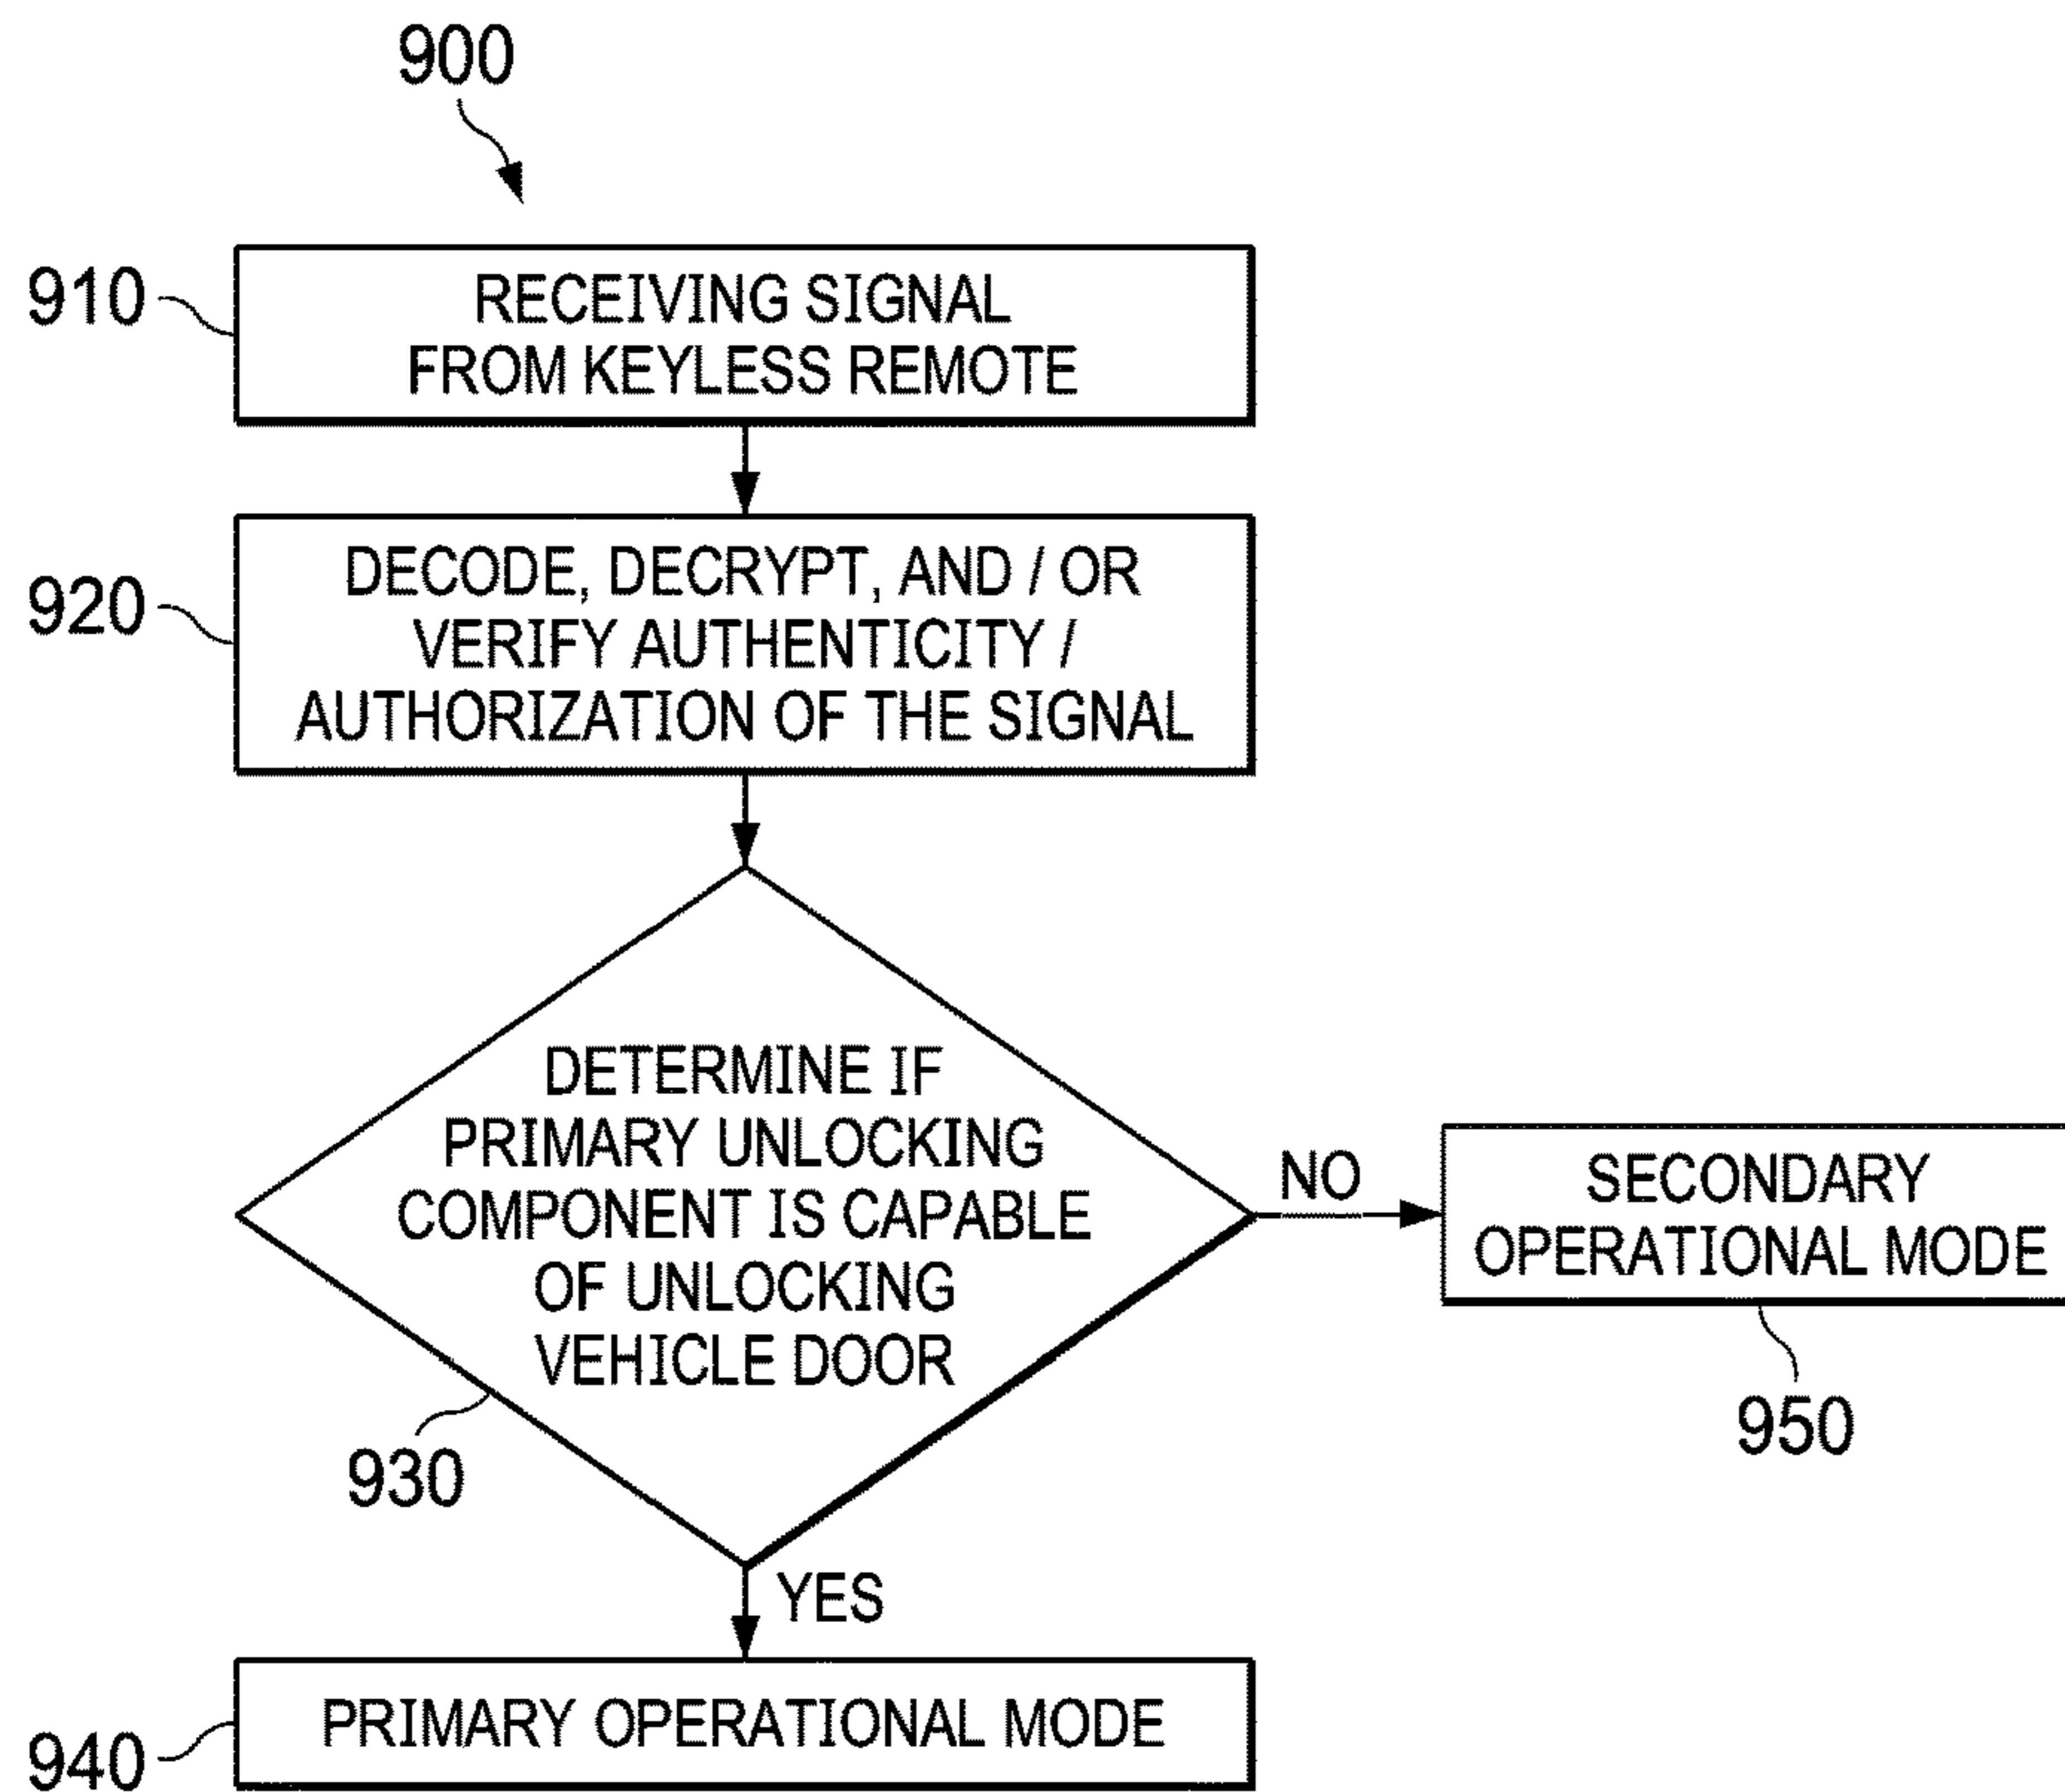 900
910
RECEIVING SIGNAL
FROM KEYLESS REMOTE
920
DECODE, DECRYPT, AND / OR
VERIFY AUTHENTICITY /
AUTHORIZATION OF THE SIGNAL
DETERMINE IF
PRIMARY UNLOCKING
COMPONENT IS CAPABLE
OF UNLOCKING
VEHICLE DOOR
930
NO
SECONDARY
OPERATIONAL MODE
950
YES
940
PRIMARY OPERATIONAL MODE